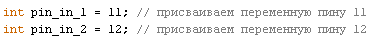 int pin_in_1 = 11; // присваиваем переменную пину 11
int pin_in_2 = 12; // присваиваем переменную пину 12